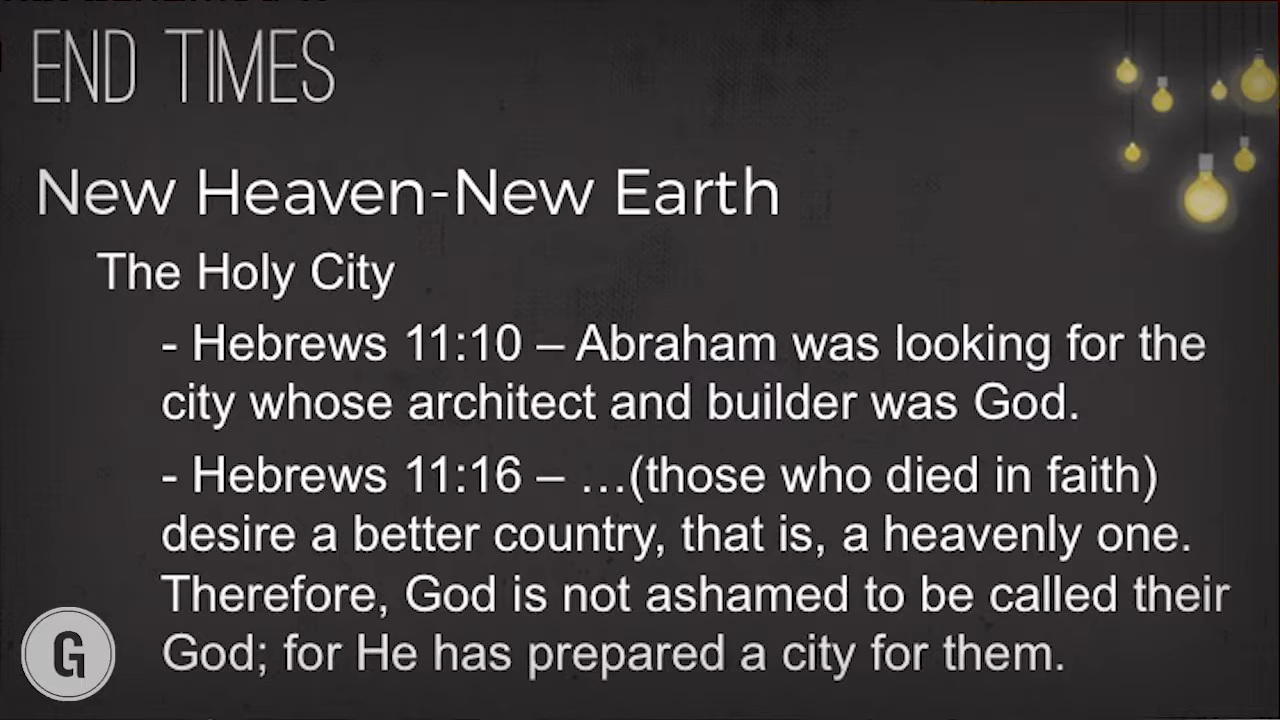 END TIMES
New Heaven-New Earth
The Holy City
- Hebrews 11:10 – Abraham was looking for the
city whose architect and builder was God.
- Hebrews 11:16 – …(those who died in faith)
desire a better country, that is, a heavenly one.
Therefore, God is not ashamed to be called their
God; for He has prepared a city for them.
G